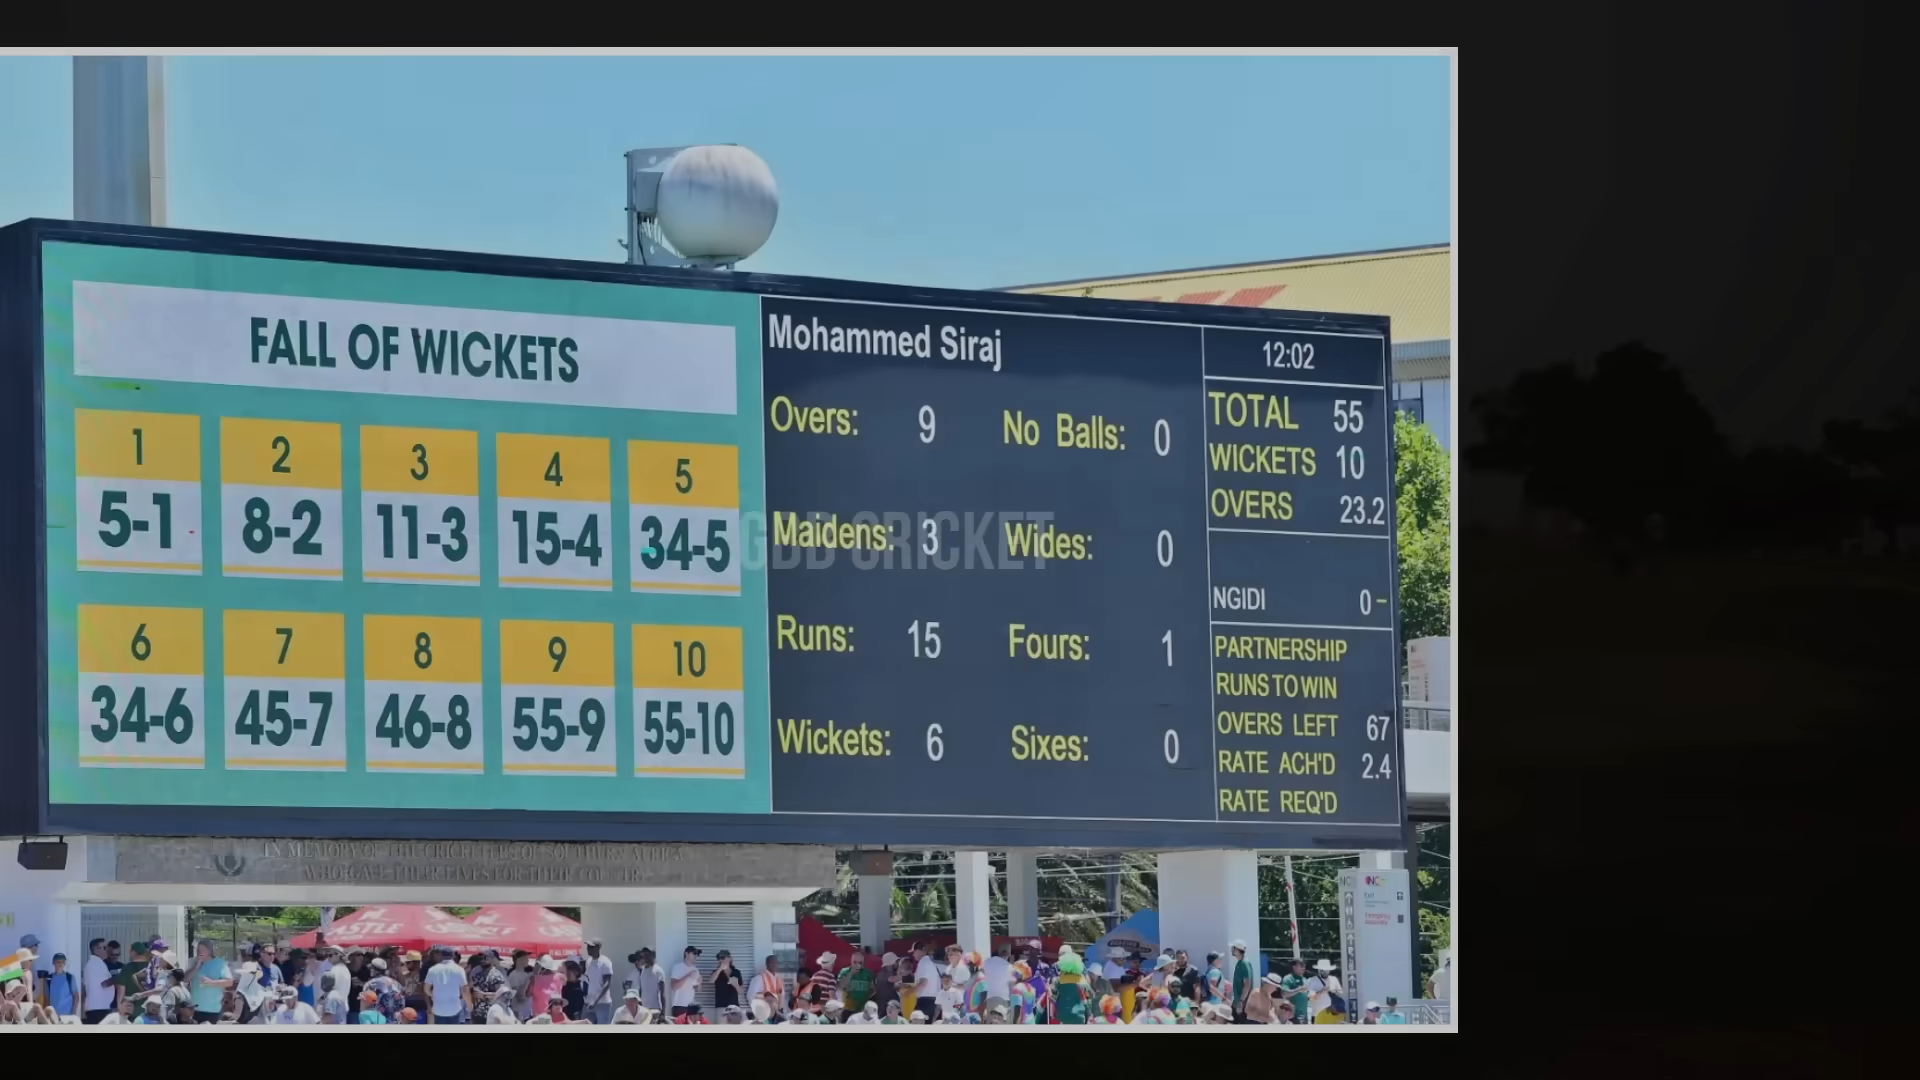 FALL OF WICKETS
1 2 3 4 5
5-1 8-2 11-3 15-4 34-5
6 7 8 9 10
34-6 45-7 46-8 55-9 55-10
Mohammed Siraj
Overs: 9 No Balls: 0
Maidens: 3 Wides: 0
Runs: 15 Fours: 1
Wickets: 6 Sixes: 0
12:02
TOTAL 55
WICKETS 10
OVERS 23.2
NGIDI 0-
PARTNERSHIP
RUNS TO WIN
OVERS LEFT 67
RATE ACH'D 2.4
RATE REQ'D
GBB CRICKET
IN MEMORY OF THE CRICKETERS OF SOUTHERN AFRICA
WHO GAVE THEIR LIVES FOR THEIR COUNTRY